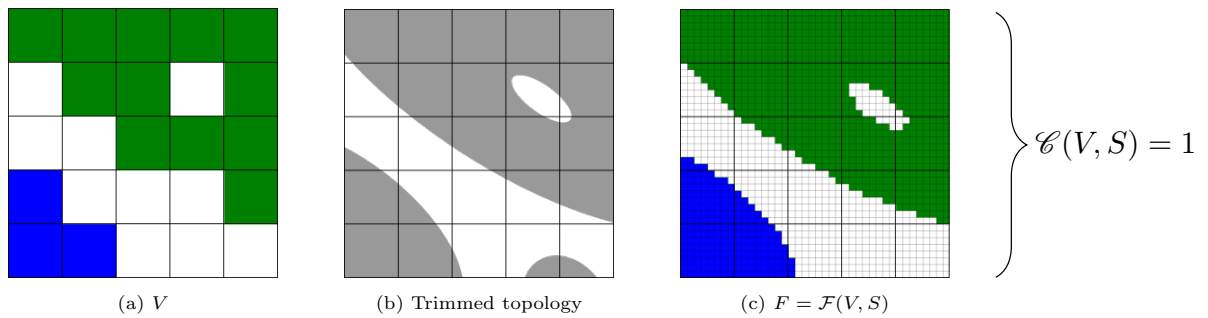 𝒞(V, S) = 1
(a) V
(b) Trimmed topology
(c) F = ℱ(V, S)